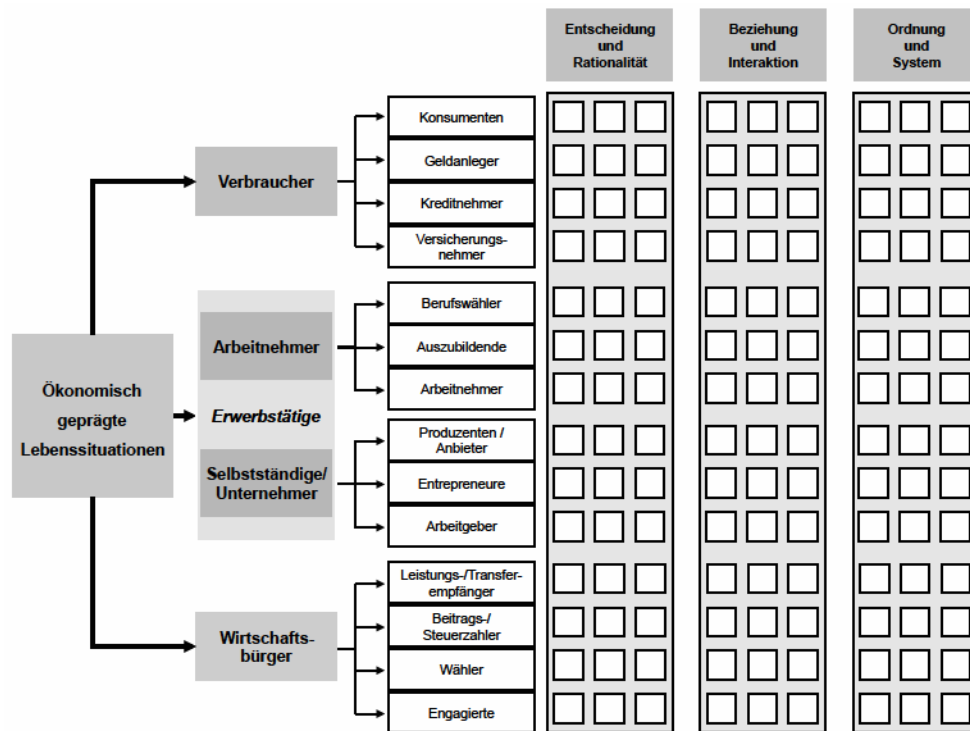 Entscheidung
und
Rationalität
Beziehung
und
Interaktion
Ordnung
und
System
Ökonomisch
geprägte
Lebenssituationen
Verbraucher
Konsumenten
Geldanleger
Kreditnehmer
Versicherungs-
nehmer
Arbeitnehmer
Erwerbstätige
Selbstständige/
Unternehmer
Berufswähler
Auszubildende
Arbeitnehmer
Produzenten /
Anbieter
Entrepreneure
Arbeitgeber
Wirtschafts-
bürger
Leistungs-/Transfer-
empfänger
Beitrags-/
Steuerzahler
Wähler
Engagierte